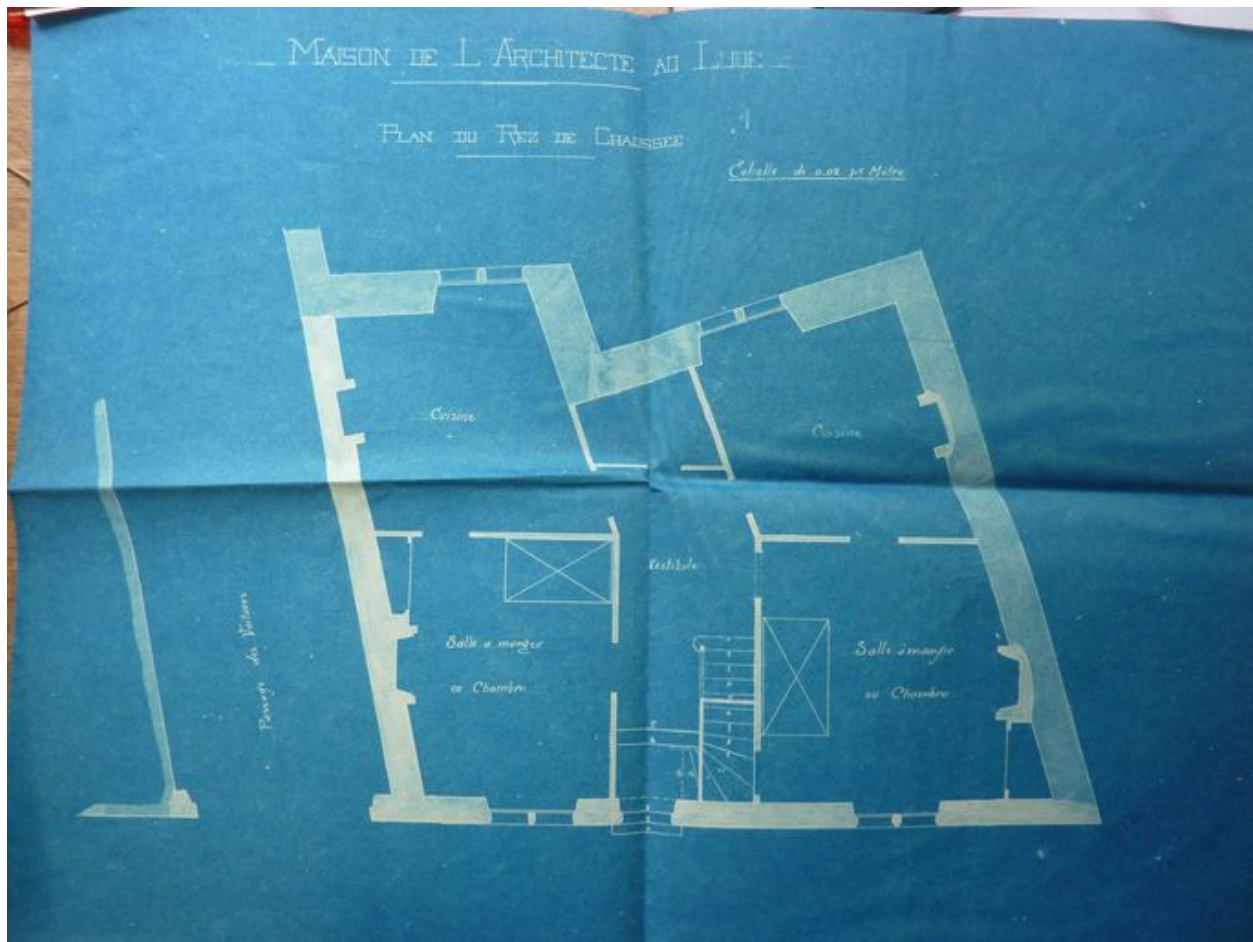 MAISON DE L ARCHITECTE AU LUDE
PLAN DU REZ DE CHAUSSEE
Echelle de 0.02 pr Mètre
Cuisine
Cuisine
Vestibule
Passage des Voitures
Salle a manger
ou Chambre
Salle à manger
ou Chambre